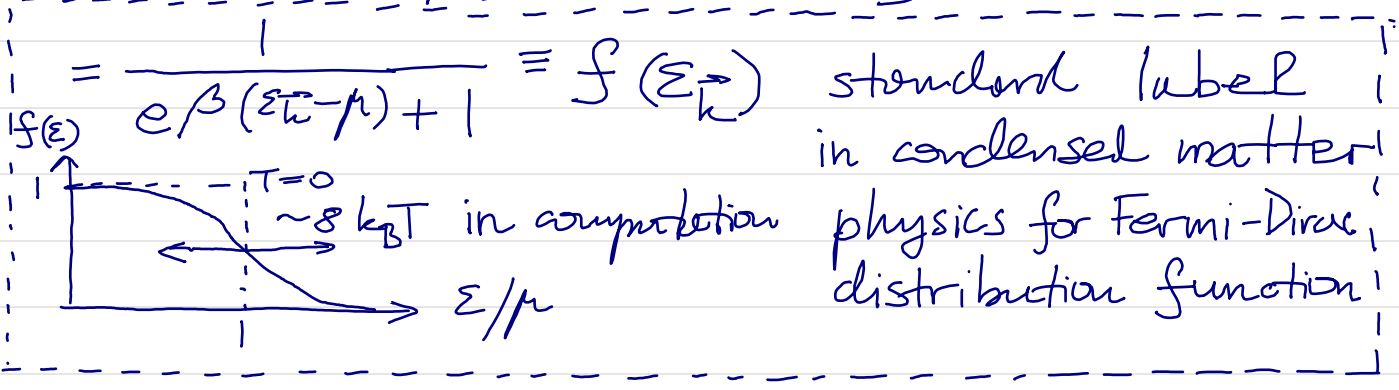 = 1 / (e^β(ε_k⃗ − μ) + 1) ≡ f(ε_k⃗) standard label
in condensed matter
f(ε)
1 T=0
~8 k_BT in computation physics for Fermi-Dirac
distribution function
ε/μ
1